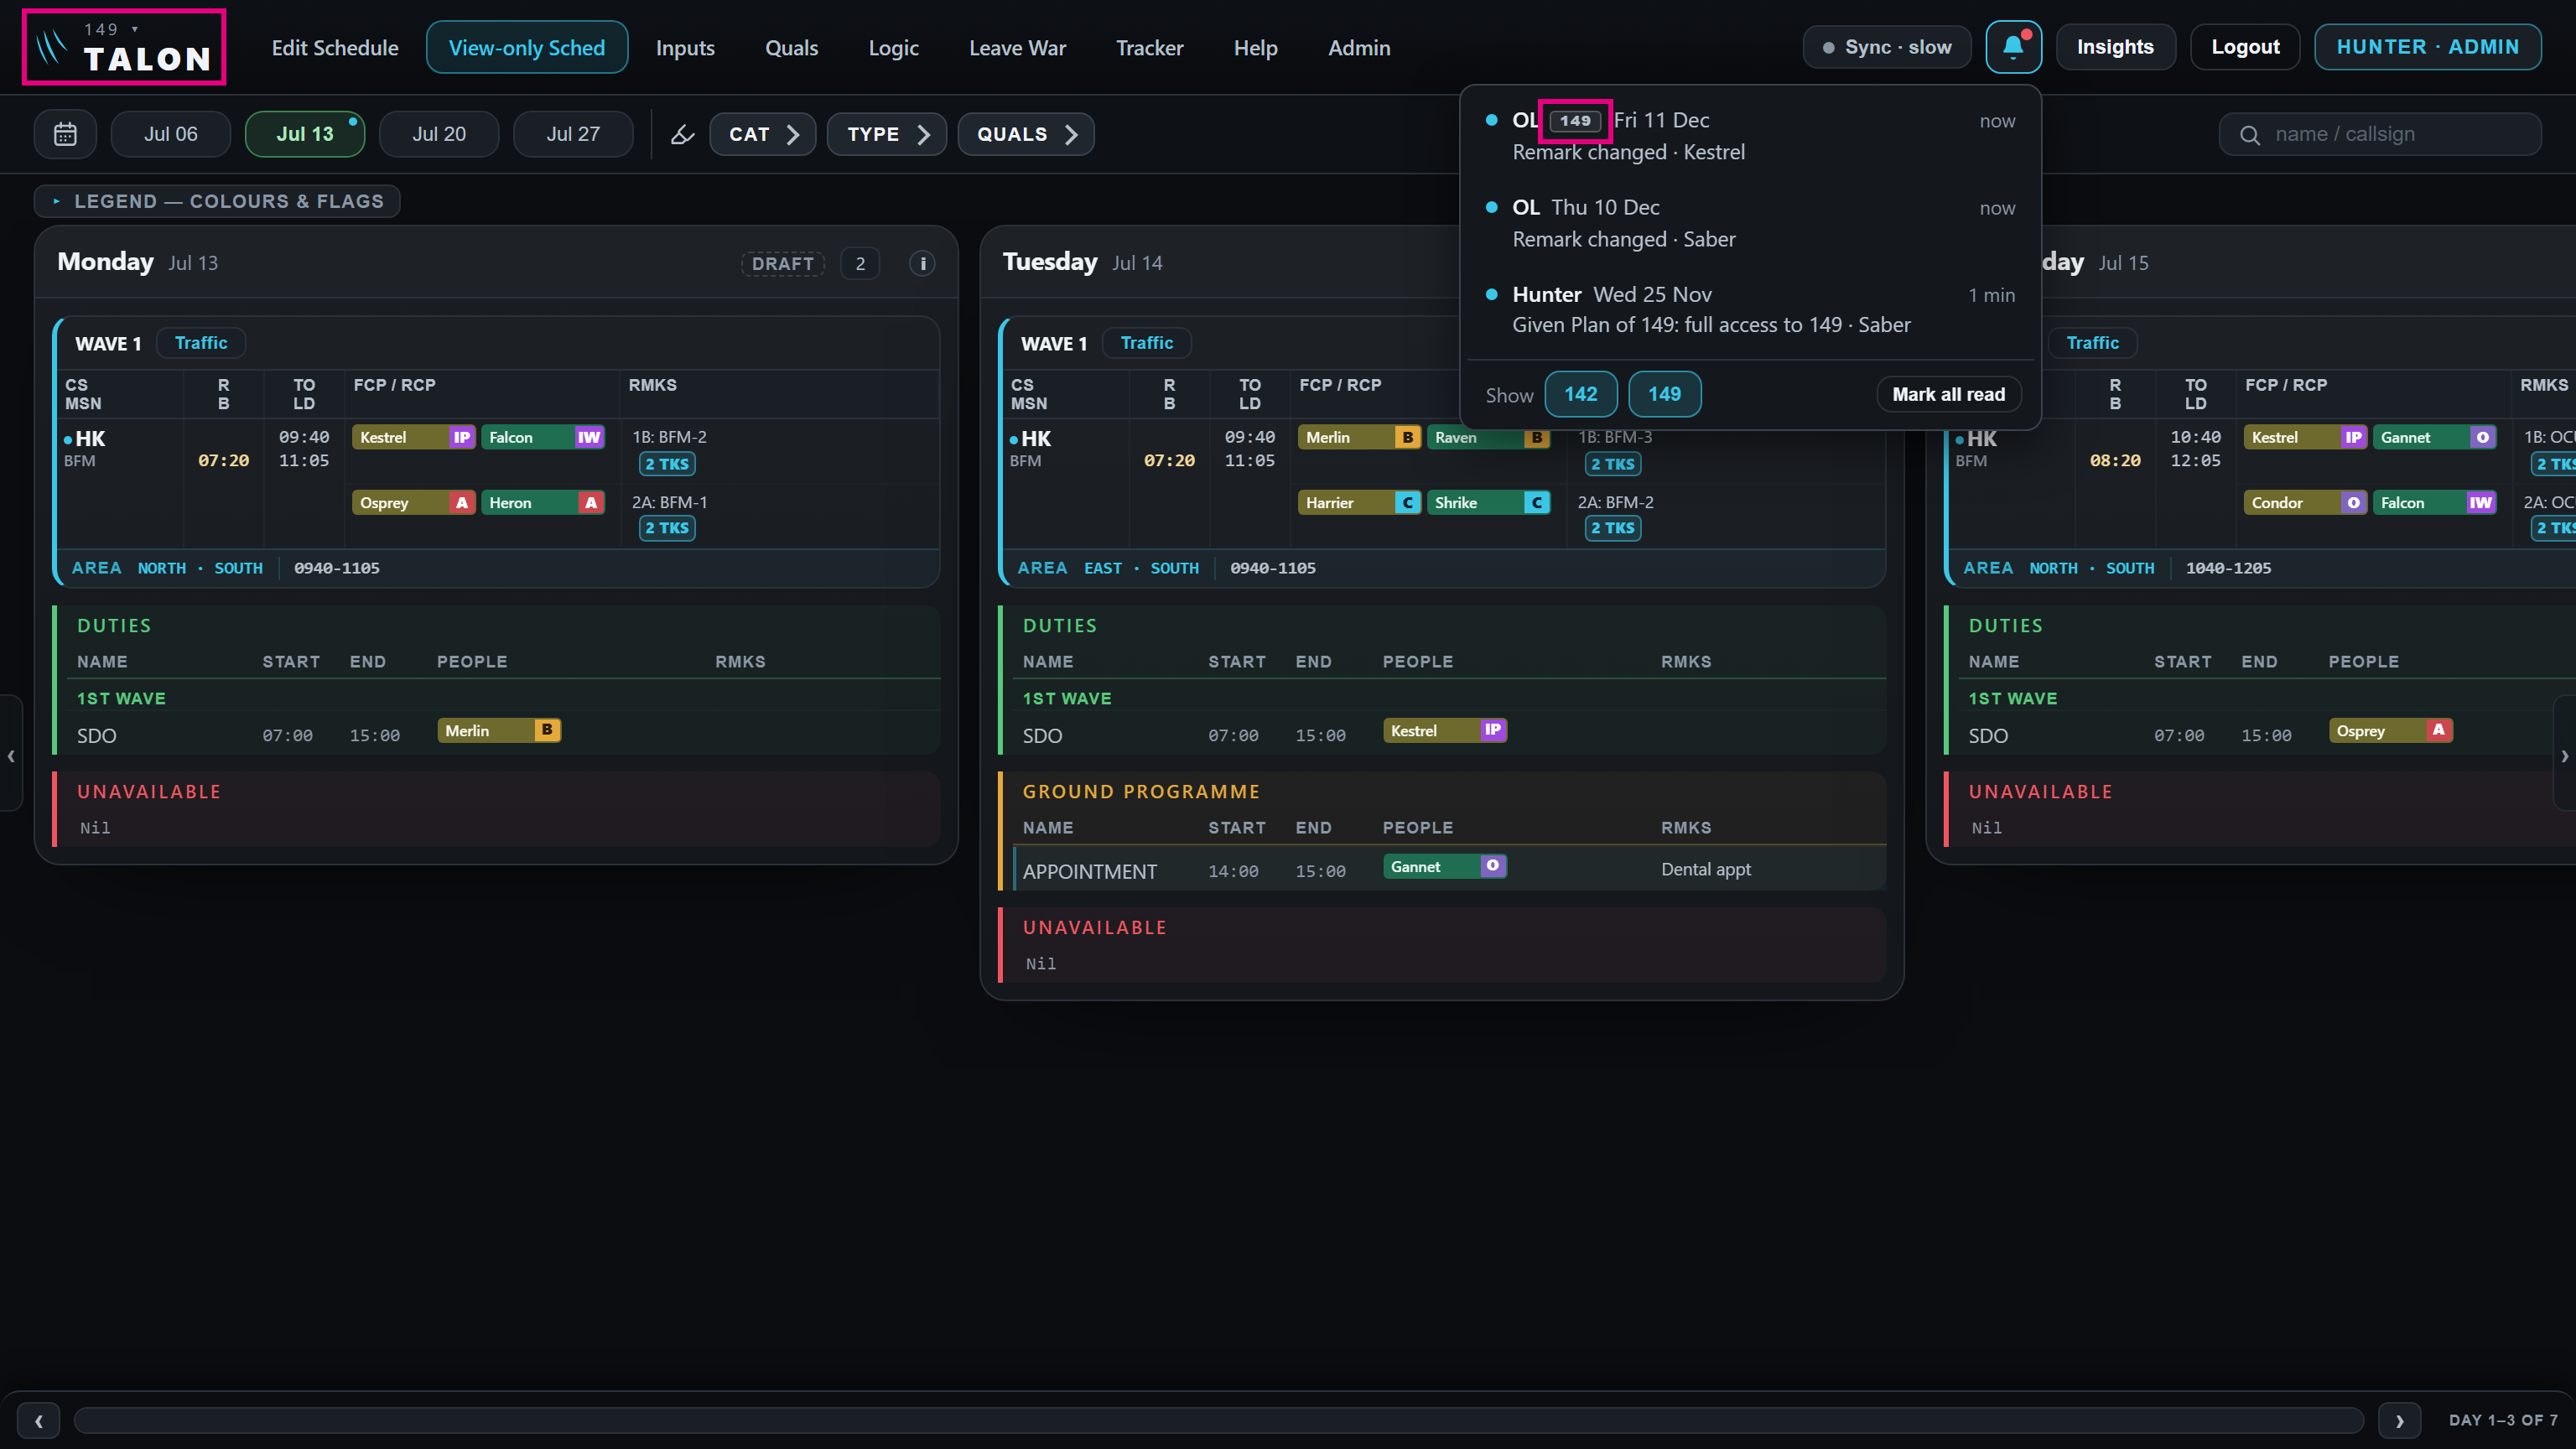 149 ▾
TALON
Edit Schedule
View-only Sched
Inputs
Quals
Logic
Leave War
Tracker
Help
Admin
Sync · slow
Insights
Logout
HUNTER · ADMIN
Jul 06
Jul 13
Jul 20
Jul 27
CAT
TYPE
QUALS
name / callsign
LEGEND — COLOURS & FLAGS
OL 149 Fri 11 Dec now
Remark changed · Kestrel
OL Thu 10 Dec now
Remark changed · Saber
Hunter Wed 25 Nov 1 min
Given Plan of 149: full access to 149 · Saber
Show 142 149 Mark all read
Monday Jul 13 DRAFT 2 i
WAVE 1 Traffic
CS R TO FCP / RCP RMKS
MSN B LD
HK 09:40 Kestrel IP Falcon IW 1B: BFM-2
BFM 07:20 11:05 2 TKS
Osprey A Heron A 2A: BFM-1
2 TKS
AREA NORTH · SOUTH 0940-1105
DUTIES
NAME START END PEOPLE RMKS
1ST WAVE
SDO 07:00 15:00 Merlin B
UNAVAILABLE
Nil
Tuesday Jul 14
WAVE 1 Traffic
CS R TO FCP / RCP
MSN B LD
HK 09:40 Merlin B Raven B 1B: BFM-3
BFM 07:20 11:05 2 TKS
Harrier C Shrike C 2A: BFM-2
2 TKS
AREA EAST · SOUTH 0940-1105
DUTIES
NAME START END PEOPLE RMKS
1ST WAVE
SDO 07:00 15:00 Kestrel IP
GROUND PROGRAMME
NAME START END PEOPLE RMKS
APPOINTMENT 14:00 15:00 Gannet O Dental appt
UNAVAILABLE
Nil
day Jul 15
Traffic
R TO FCP / RCP RMKS
B LD
HK 10:40 Kestrel IP Gannet O 1B: OCU
BFM 08:20 12:05 2 TKS
Condor O Falcon IW 2A: OCU
2 TKS
AREA NORTH · SOUTH 1040-1205
DUTIES
NAME START END PEOPLE
1ST WAVE
SDO 07:00 15:00 Osprey A
UNAVAILABLE
Nil
DAY 1–3 OF 7